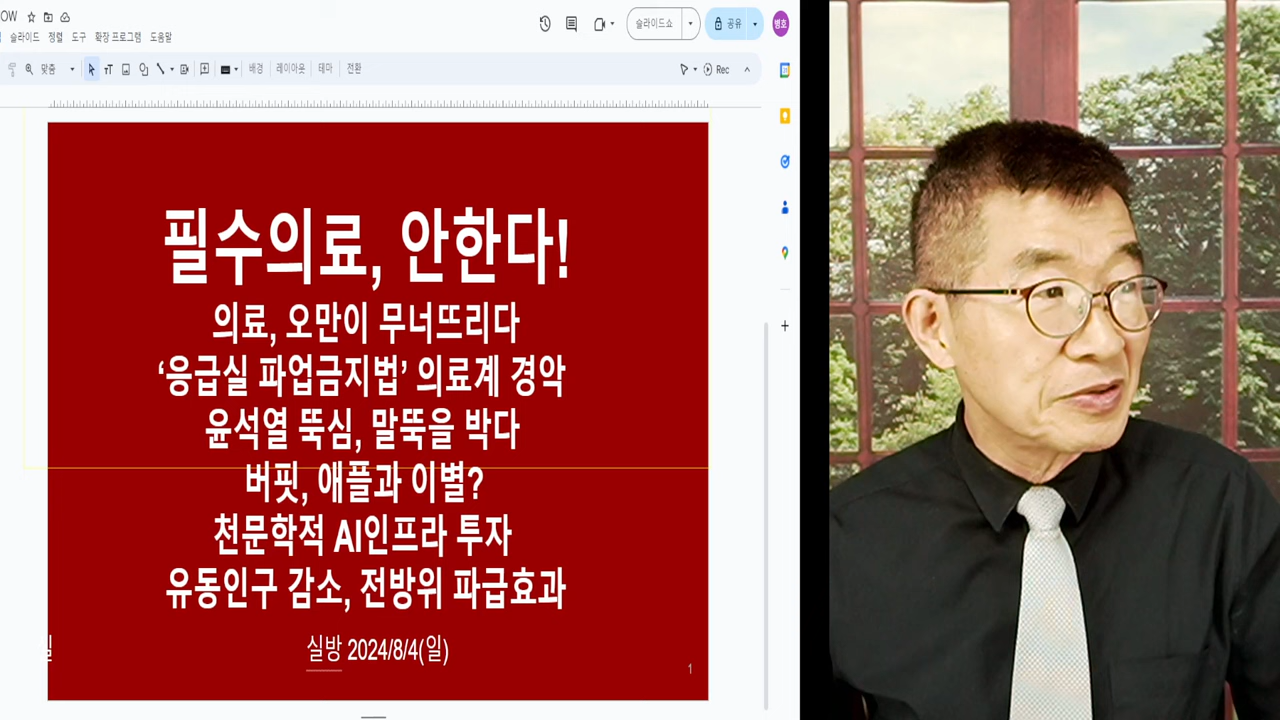 OW
슬라이드 정렬 도구 확장 프로그램 도움말
슬라이드쇼
공유
병호
맞춤
배경
레이아웃
테마
전환
Rec
필수의료, 안한다!
의료, 오만이 무너뜨리다
‘응급실 파업금지법’ 의료계 경악
윤석열 뚝심, 말뚝을 박다
버핏, 애플과 이별?
천문학적 AI인프라 투자
유동인구 감소, 전방위 파급효과
실방 2024/8/4(일)
1